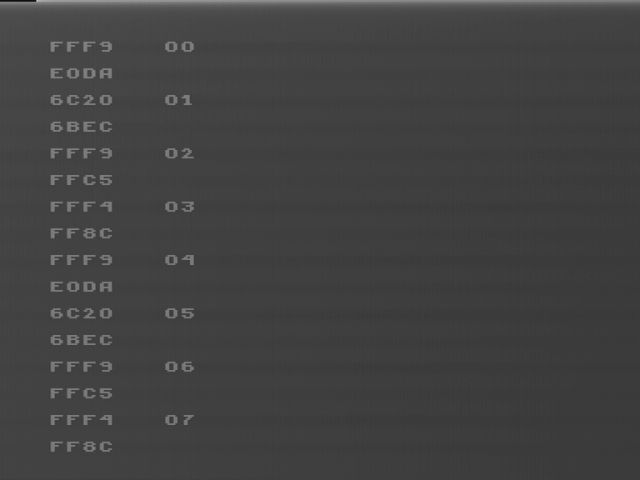 FFF9 00
E0DA
6C20 01
6BEC
FFF9 02
FFC5
FFF4 03
FF8C
FFF9 04
E0DA
6C20 05
6BEC
FFF9 06
FFC5
FFF4 07
FF8C